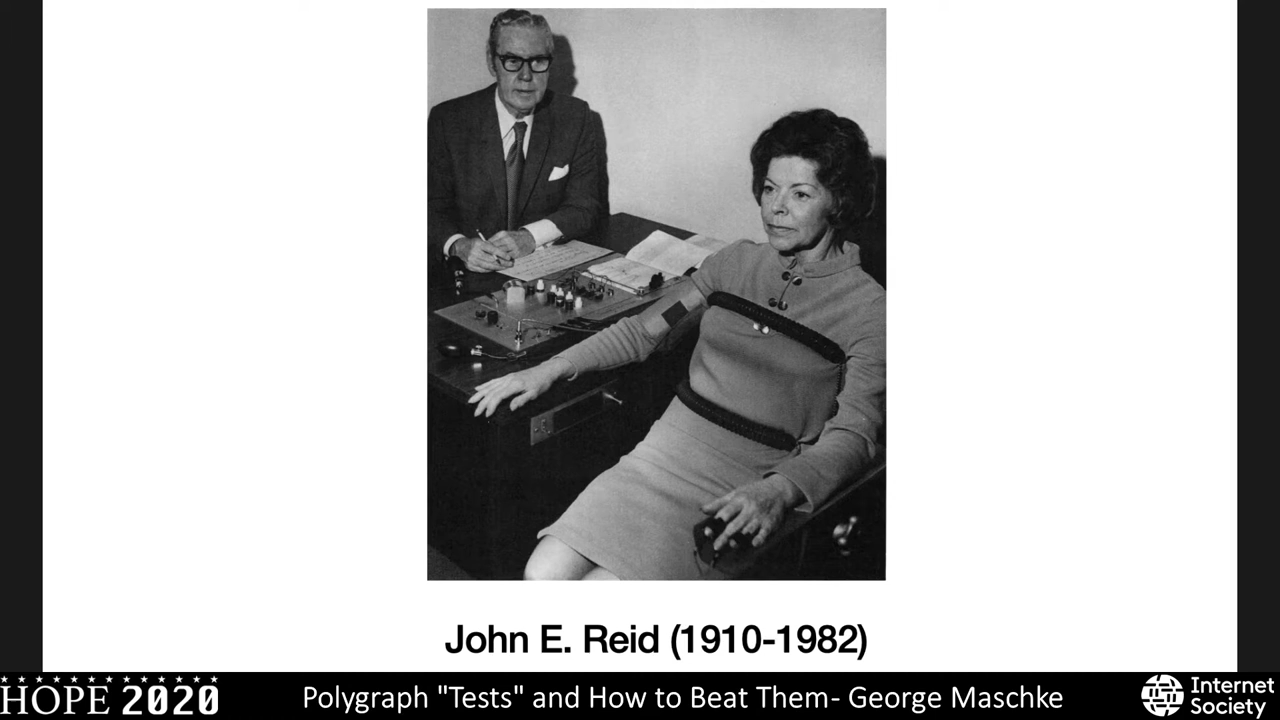 John E. Reid (1910-1982)
HOPE 2020
Polygraph "Tests" and How to Beat Them- George Maschke
Internet
Society